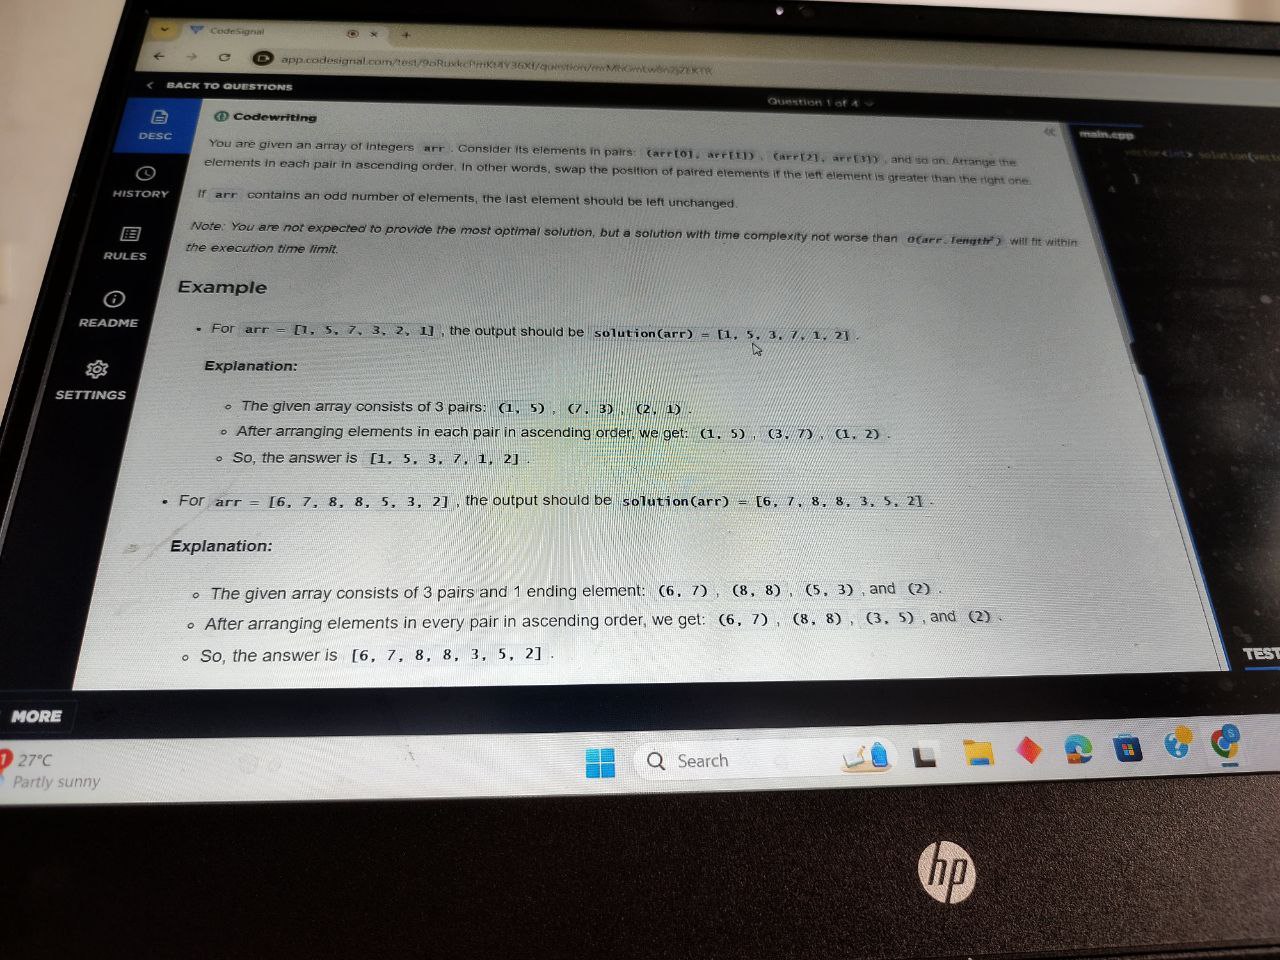 CodeSignal
BACK TO QUESTIONS
Question 1 of 4
DESC
HISTORY
RULES
README
SETTINGS
MORE
Codewriting
You are given an array of integers arr . Consider its elements in pairs: (arr[0], arr[1]) , (arr[2], arr[3]) , and so on. Arrange the
elements in each pair in ascending order. In other words, swap the position of paired elements if the left element is greater than the right one.
If arr contains an odd number of elements, the last element should be left unchanged.
Note: You are not expected to provide the most optimal solution, but a solution with time complexity not worse than O(arr.length²) will fit within
the execution time limit.
Example
• For arr = [1, 5, 7, 3, 2, 1] , the output should be solution(arr) = [1, 5, 3, 7, 1, 2] .
Explanation:
◦ The given array consists of 3 pairs: (1, 5) , (7, 3) , (2, 1) .
◦ After arranging elements in each pair in ascending order, we get: (1, 5) , (3, 7) , (1, 2) .
◦ So, the answer is [1, 5, 3, 7, 1, 2] .
• For arr = [6, 7, 8, 8, 5, 3, 2] , the output should be solution(arr) = [6, 7, 8, 8, 3, 5, 2] .
Explanation:
◦ The given array consists of 3 pairs and 1 ending element: (6, 7) , (8, 8) , (5, 3) , and (2) .
◦ After arranging elements in every pair in ascending order, we get: (6, 7) , (8, 8) , (3, 5) , and (2) .
◦ So, the answer is [6, 7, 8, 8, 3, 5, 2] .
main.cpp
vector<int> solution(
}
4
TEST
1
27°C
Partly sunny
Search
S
hp